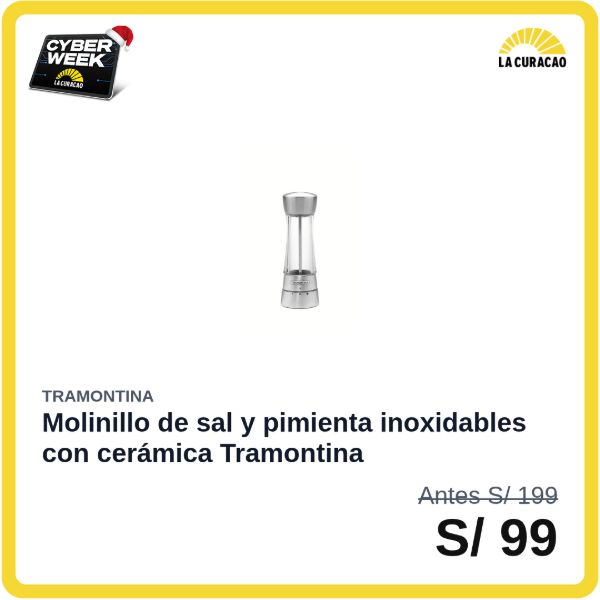 CYBER
WEEK
LA CURACAO
LA CURACAO
TRAMONTINA
Molinillo de sal y pimienta inoxidables
con cerámica Tramontina
Antes S/ 199
S/ 99